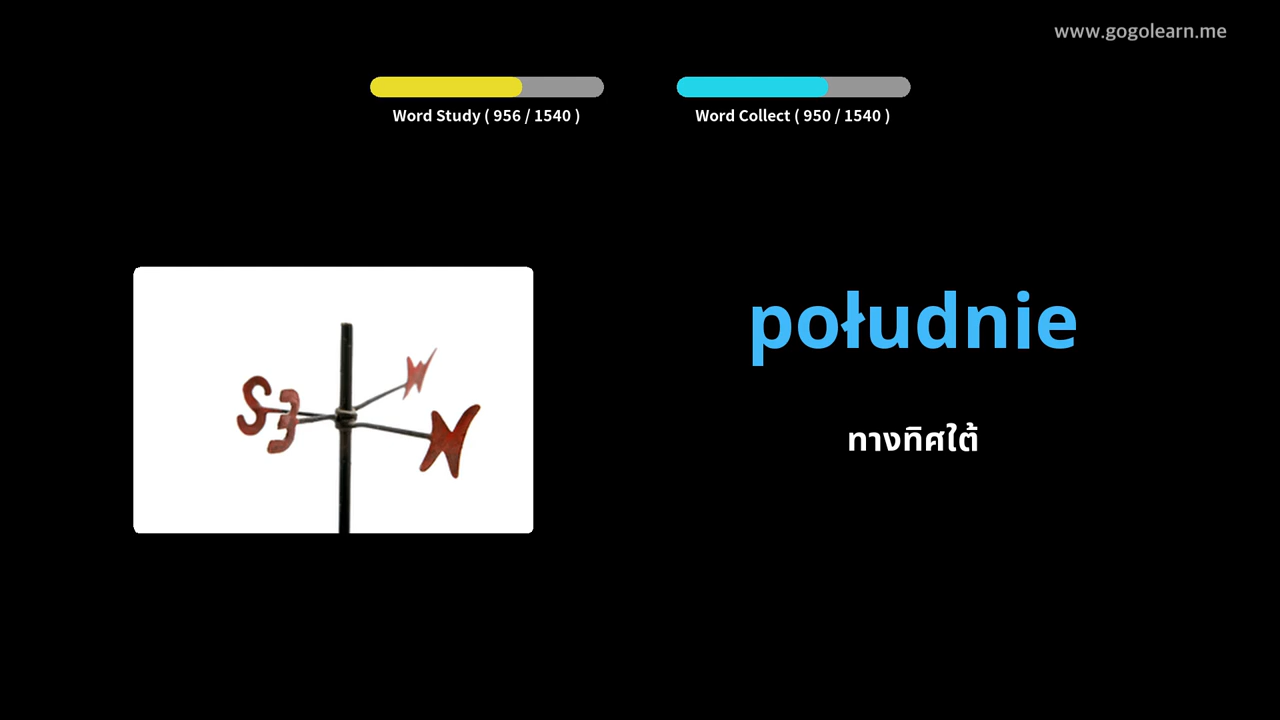 www.gogolearn.me
Word Study ( 956 / 1540 )
Word Collect ( 950 / 1540 )
południe
ทางทิศใต้
S E N W